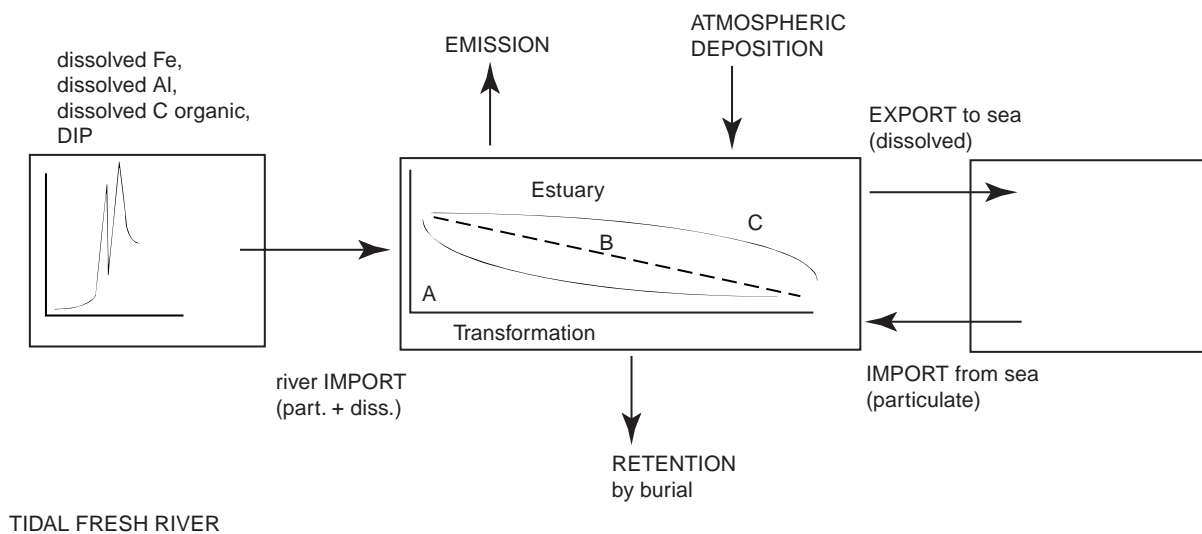 dissolved Fe,
dissolved Al,
dissolved C organic,
DIP
EMISSION
ATMOSPHERIC
DEPOSITION
EXPORT to sea
(dissolved)
Estuary
C
B
A
Transformation
river IMPORT
(part. + diss.)
IMPORT from sea
(particulate)
RETENTION
by burial
TIDAL FRESH RIVER